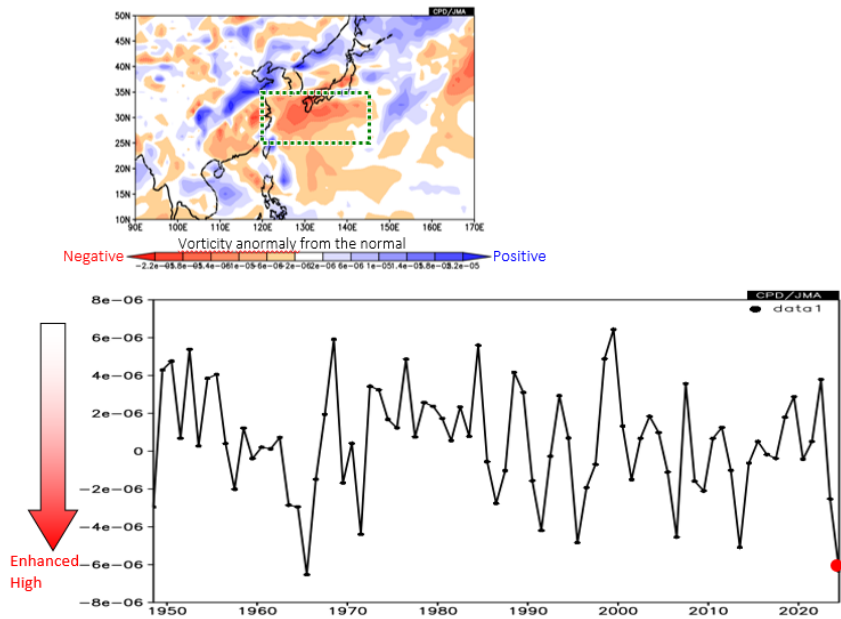 CPD/JMA
50N
45N
40N
35N
30N
25N
20N
15N
10N
90E 100E 110E 120E 130E 140E 150E 160E 170E
Vorticity anormaly from the normal
Negative
Positive
CPD/JMA
data1
8e-06
6e-06
4e-06
2e-06
0
-2e-06
-4e-06
-6e-06
-8e-06
Enhanced
High
1950 1960 1970 1980 1990 2000 2010 2020